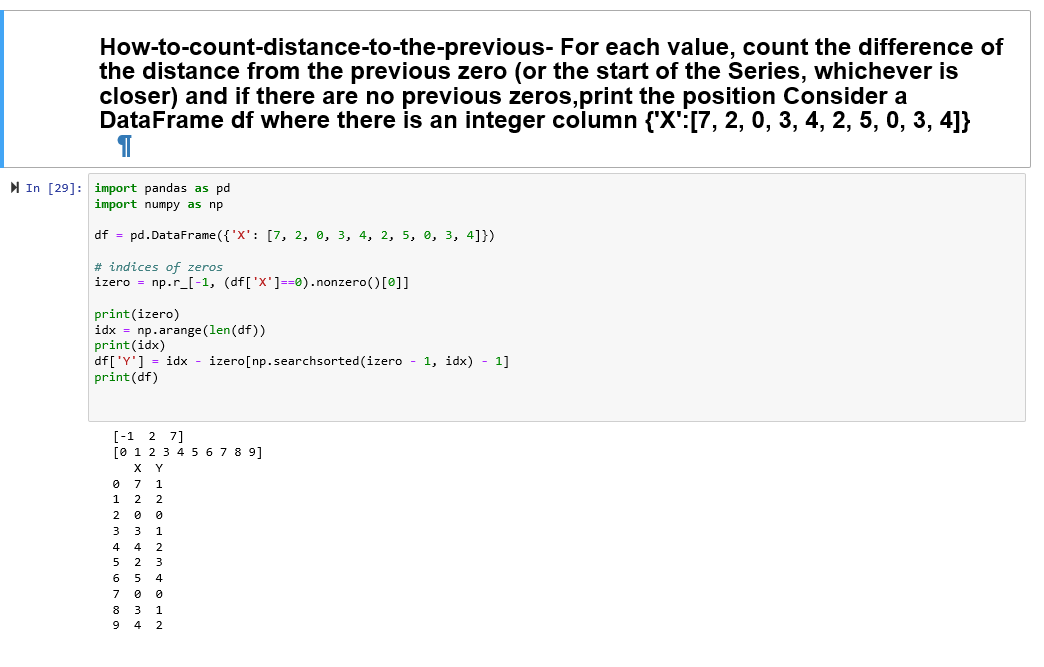 How-to-count-distance-to-the-previous- For each value, count the difference of
the distance from the previous zero (or the start of the Series, whichever is
closer) and if there are no previous zeros,print the position Consider a
DataFrame df where there is an integer column {'X':[7, 2, 0, 3, 4, 2, 5, 0, 3, 4]}
¶
In [29]:
import pandas as pd
import numpy as np
df = pd.DataFrame({'X': [7, 2, 0, 3, 4, 2, 5, 0, 3, 4]})
# indices of zeros
izero = np.r_[-1, (df['X']==0).nonzero()[0]]
print(izero)
idx = np.arange(len(df))
print(idx)
df['Y'] = idx - izero[np.searchsorted(izero - 1, idx) - 1]
print(df)
[-1  2  7]
[0 1 2 3 4 5 6 7 8 9]
   X  Y
0  7  1
1  2  2
2  0  0
3  3  1
4  4  2
5  2  3
6  5  4
7  0  0
8  3  1
9  4  2